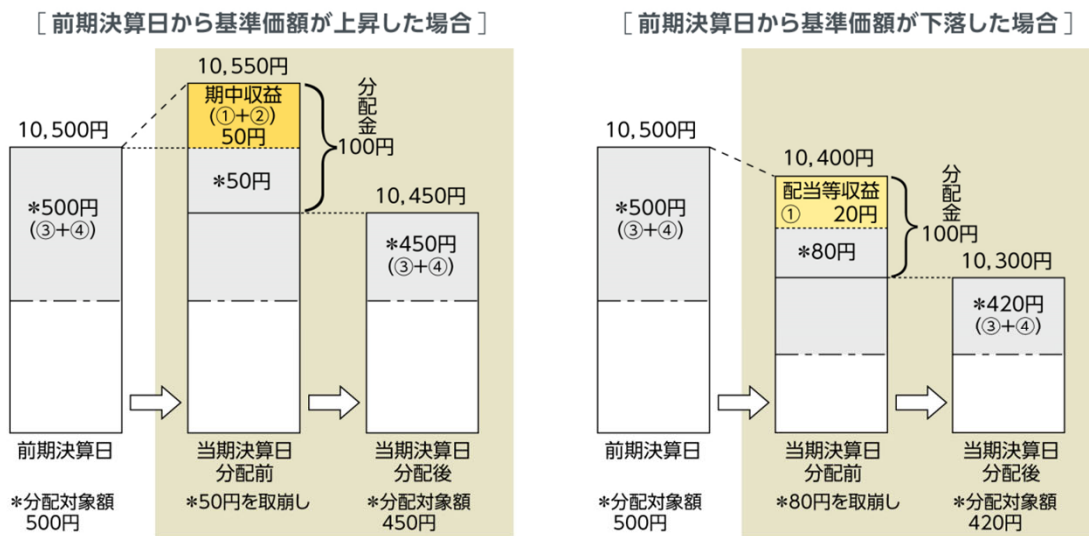 [前期決算日から基準価額が上昇した場合]
10,550円
期中収益
(①+②)
50円
分配金
100円
10,500円
*500円
(③+④)
*50円
10,450円
*450円
(③+④)
前期決算日
当期決算日
分配前
当期決算日
分配後
*分配対象額
500円
*50円を取崩し
*分配対象額
450円
[前期決算日から基準価額が下落した場合]
10,500円
*500円
(③+④)
10,400円
配当等収益
① 20円
*80円
分配金
100円
10,300円
*420円
(③+④)
前期決算日
当期決算日
分配前
当期決算日
分配後
*分配対象額
500円
*80円を取崩し
*分配対象額
420円